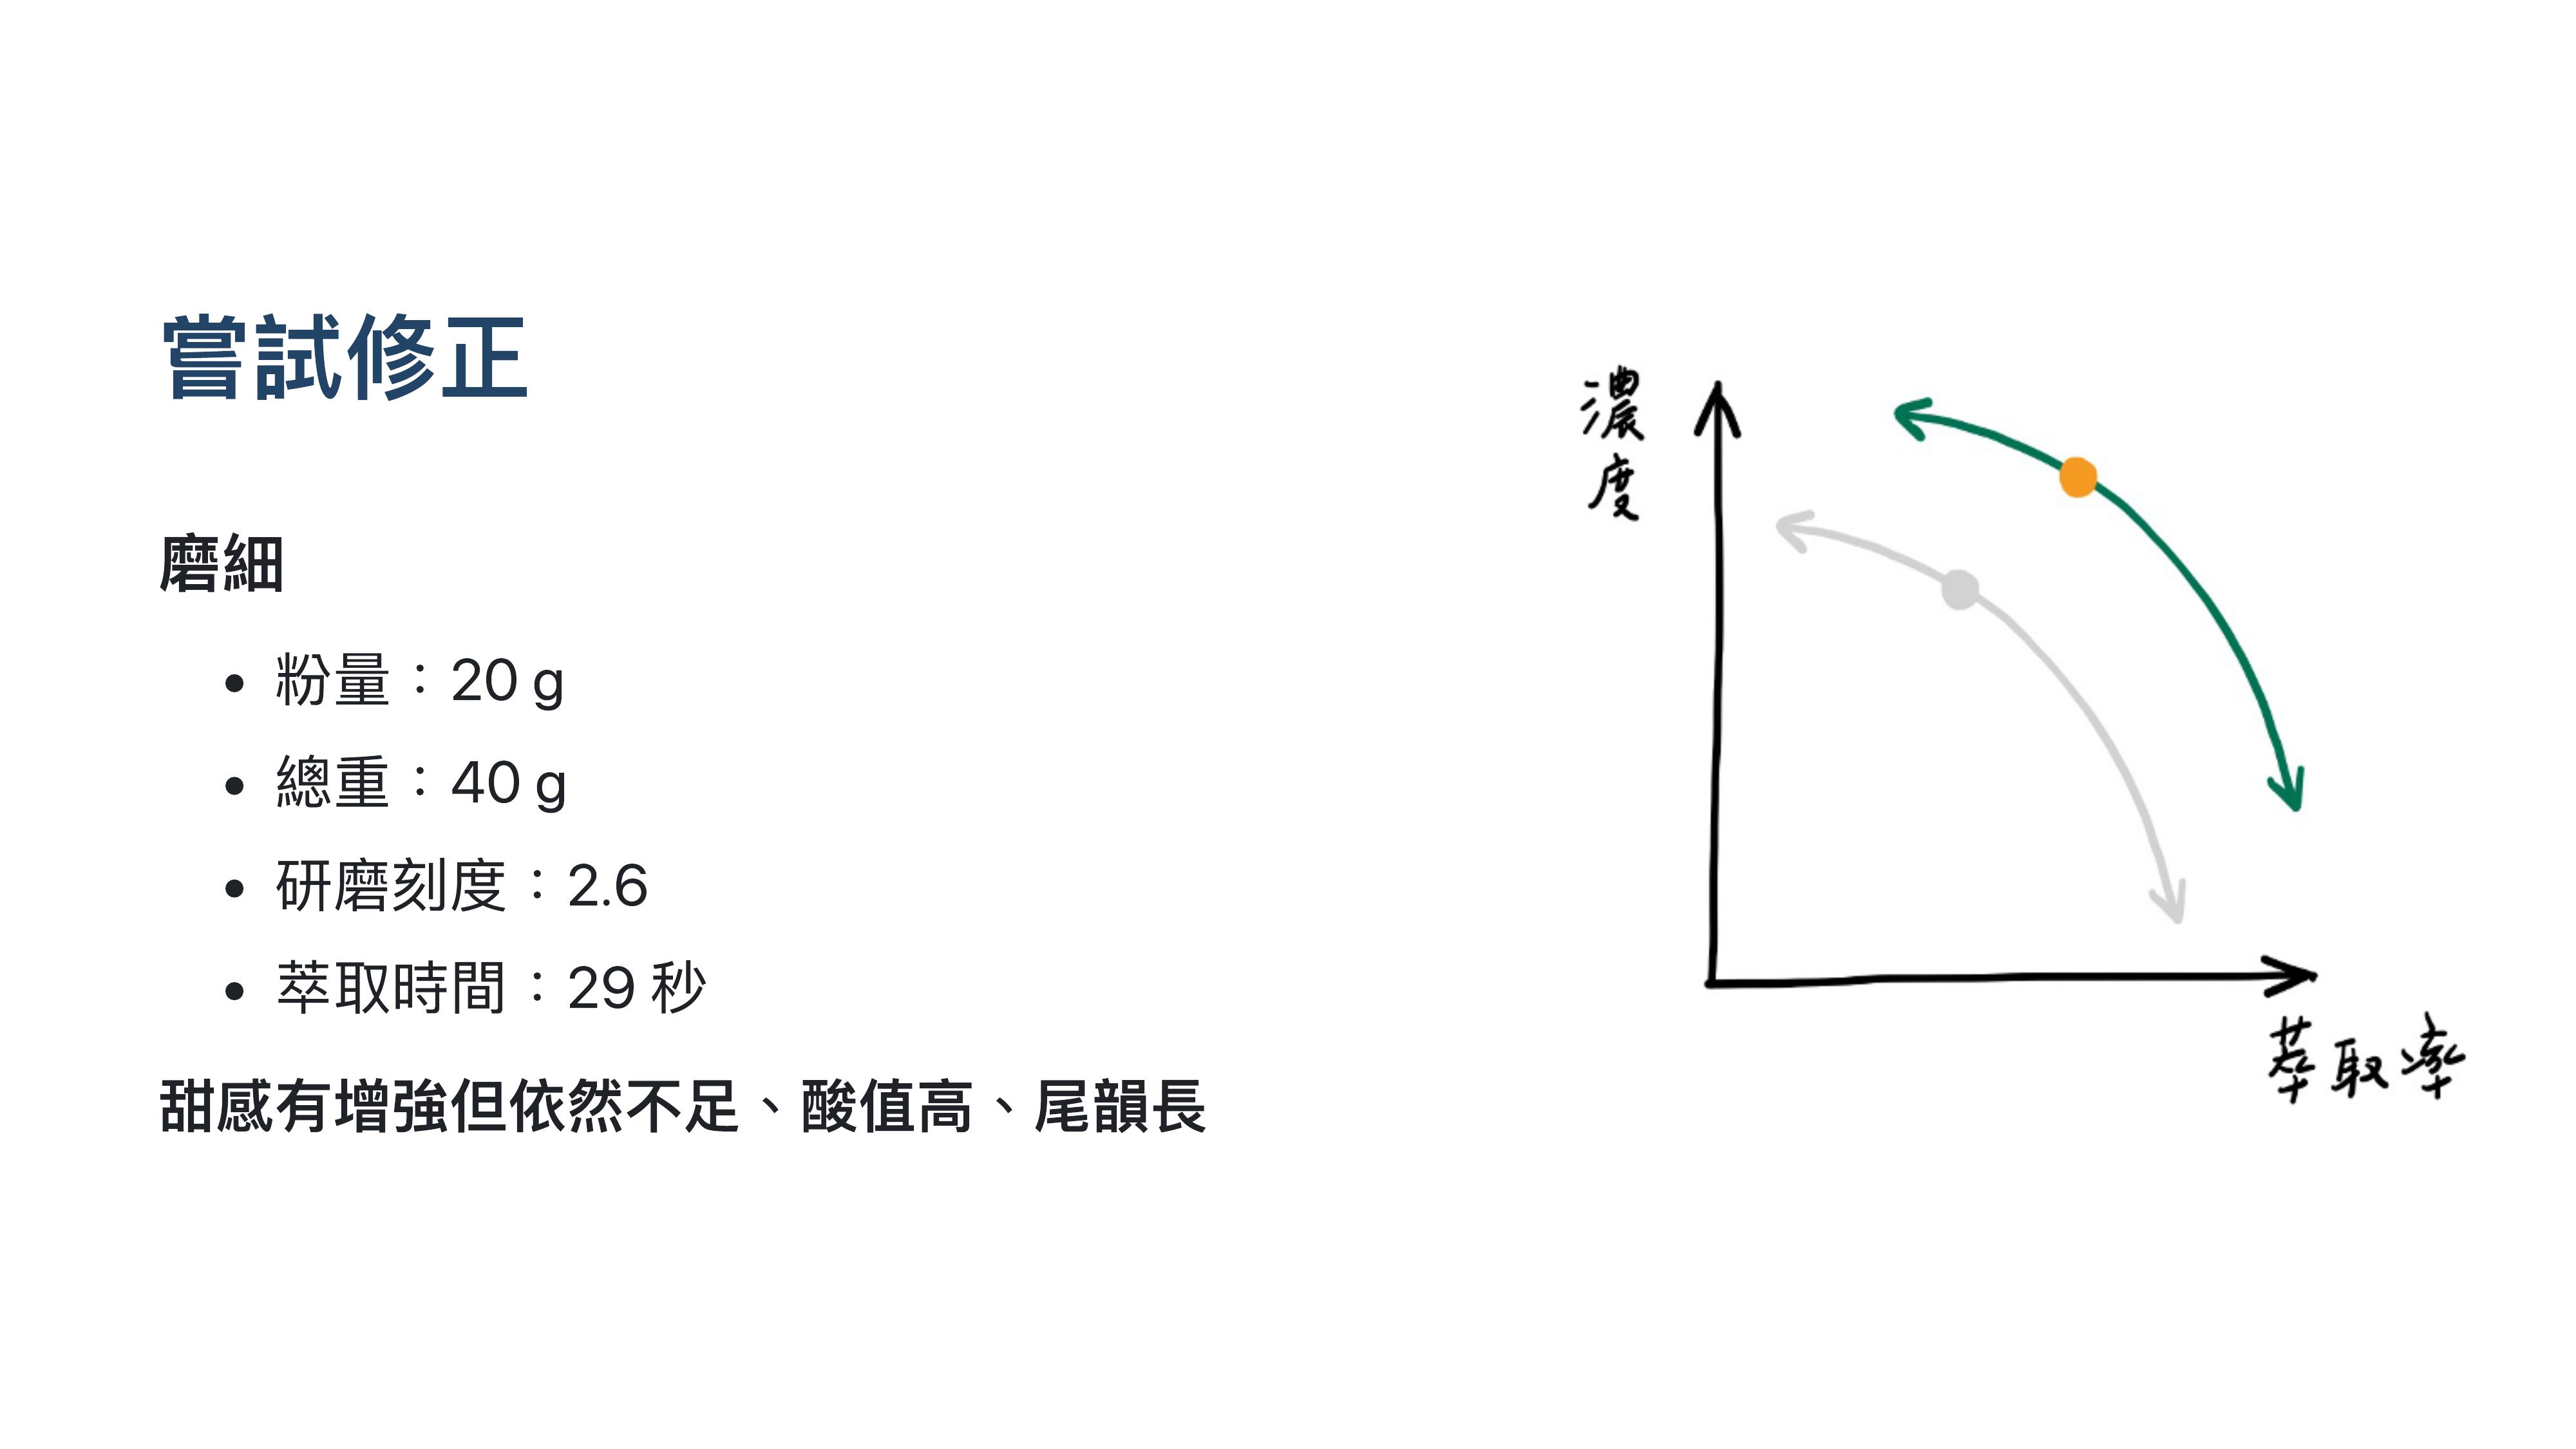 嘗試修正
磨細
• 粉量：20 g
• 總重：40 g
• 研磨刻度：2.6
• 萃取時間：29 秒
甜感有增強但依然不足、酸值高、尾韻長
濃度
萃取率